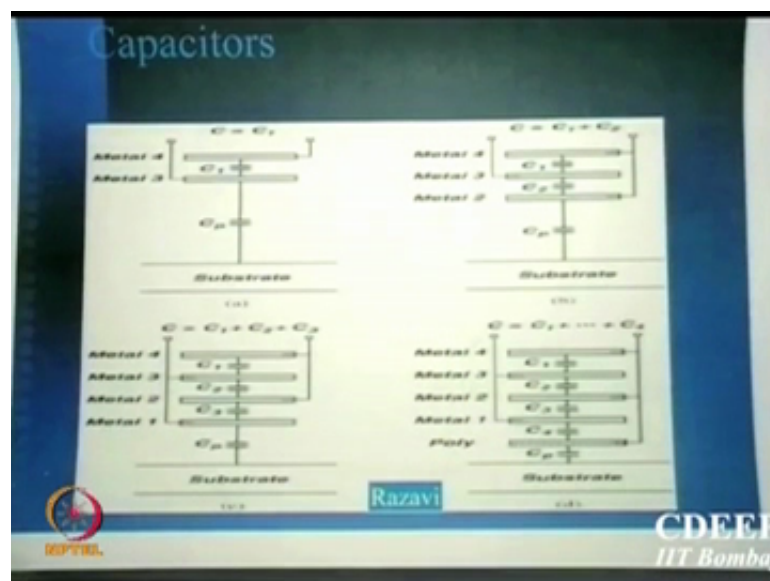 Capacitors
C = C1
Metal 4
C1
Metal 3
Cp
Substrate
(a)
C = C1 + C2
Metal 4
C1
Metal 3
C2
Metal 2
Cp
Substrate
(b)
C = C1 + C2 + C3
Metal 4
C1
Metal 3
C2
Metal 2
C3
Metal 1
Cp
Substrate
(c)
C = C1 + ... + C4
Metal 4
C1
Metal 3
C2
Metal 2
C3
Metal 1
C4
Poly
Cp
Substrate
(d)
Razavi
NPTEL
CDEEP
IIT Bombay